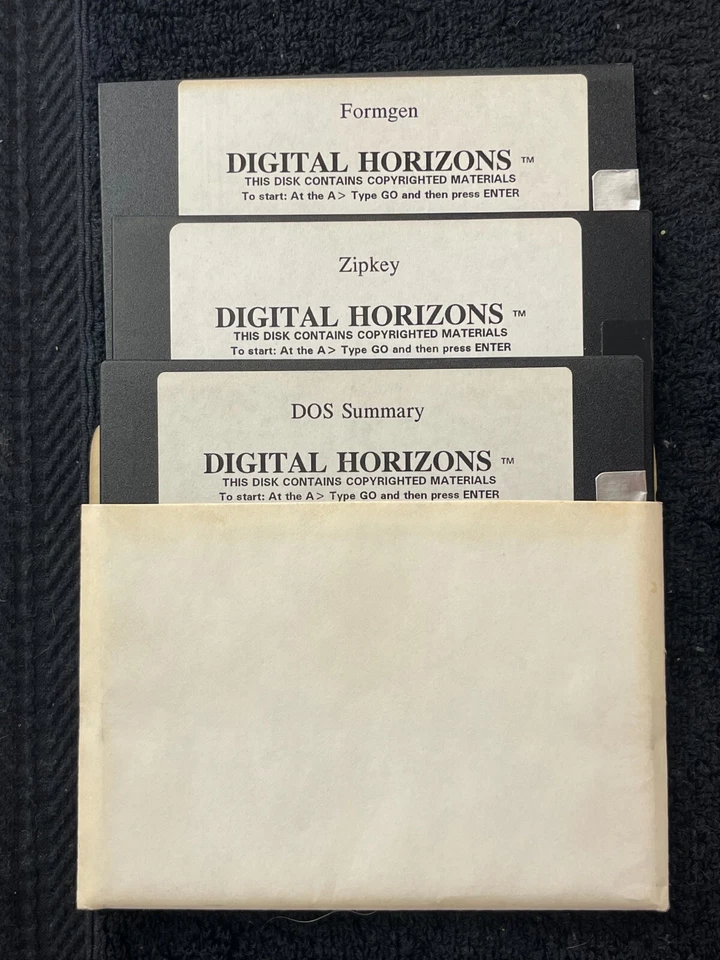 Formgen
DIGITAL HORIZONS ™
THIS DISK CONTAINS COPYRIGHTED MATERIALS
To start: At the A> Type GO and then press ENTER
Zipkey
DIGITAL HORIZONS ™
THIS DISK CONTAINS COPYRIGHTED MATERIALS
To start: At the A> Type GO and then press ENTER
DOS Summary
DIGITAL HORIZONS ™
THIS DISK CONTAINS COPYRIGHTED MATERIALS
To start: At the A> Type GO and then press ENTER